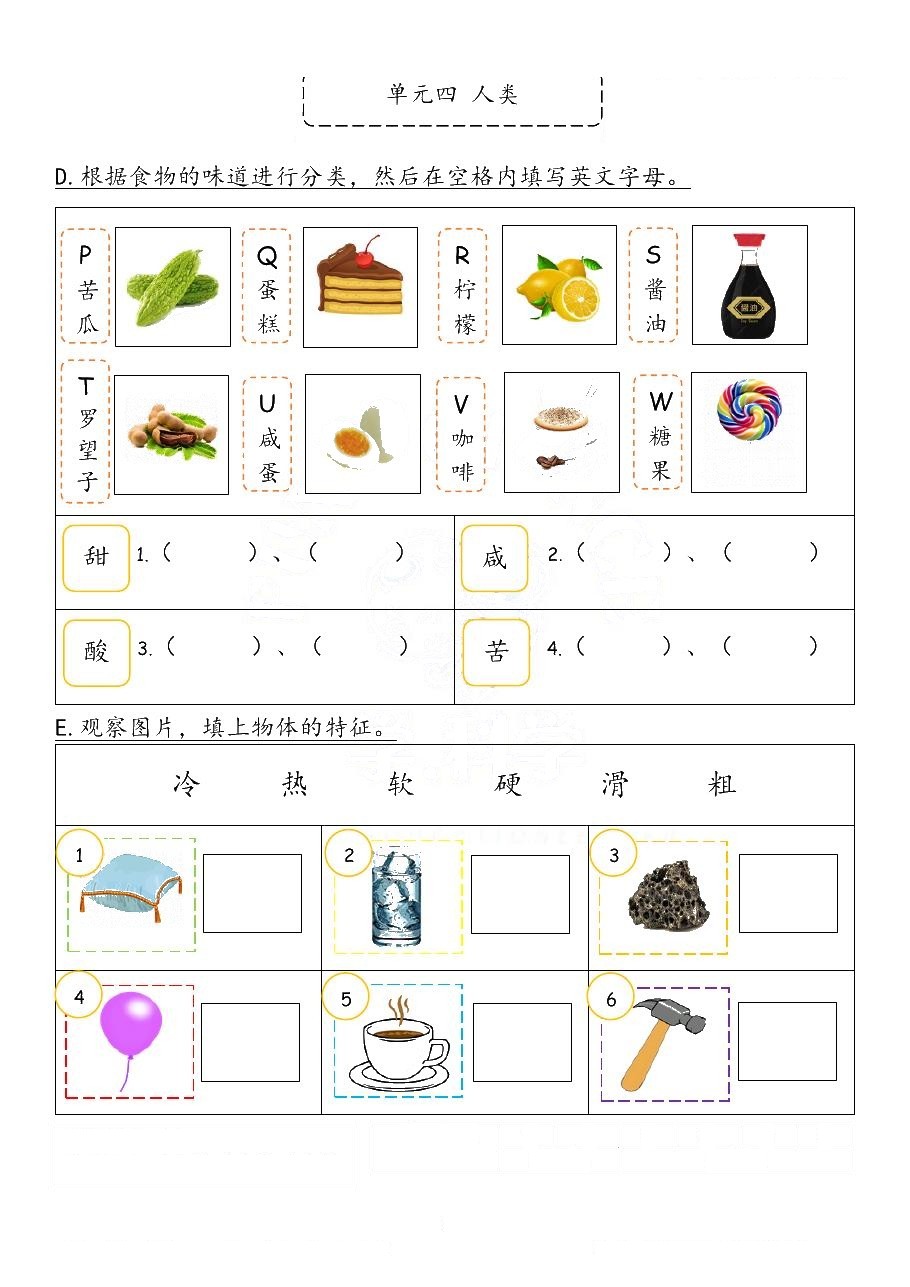 单元四 人类
D. 根据食物的味道进行分类，然后在空格内填写英文字母。
P 苦瓜
Q 蛋糕
R 柠檬
S 酱油
醬油
T 罗望子
U 咸蛋
V 咖啡
W 糖果
甜 1.（ ）、（ ）
咸 2.（ ）、（ ）
酸 3.（ ）、（ ）
苦 4.（ ）、（ ）
E. 观察图片，填上物体的特征。
冷 热 软 硬 滑 粗
1
2
3
4
5
6